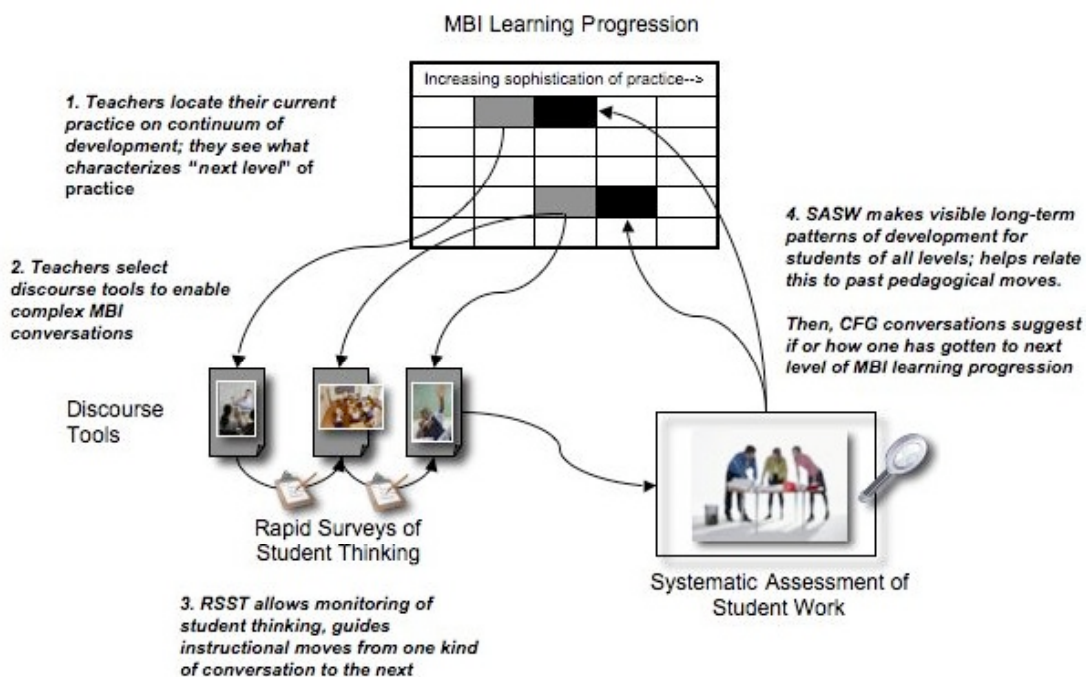 MBI Learning Progression
Increasing sophistication of practice-->
1. Teachers locate their current
practice on continuum of
development; they see what
characterizes “next level” of
practice
2. Teachers select
discourse tools to enable
complex MBI
conversations
4. SASW makes visible long-term
patterns of development for
students of all levels; helps relate
this to past pedagogical moves.
Then, CFG conversations suggest
if or how one has gotten to next
level of MBI learning progression
Discourse
Tools
Rapid Surveys of
Student Thinking
Systematic Assessment of
Student Work
3. RSST allows monitoring of
student thinking, guides
instructional moves from one kind
of conversation to the next